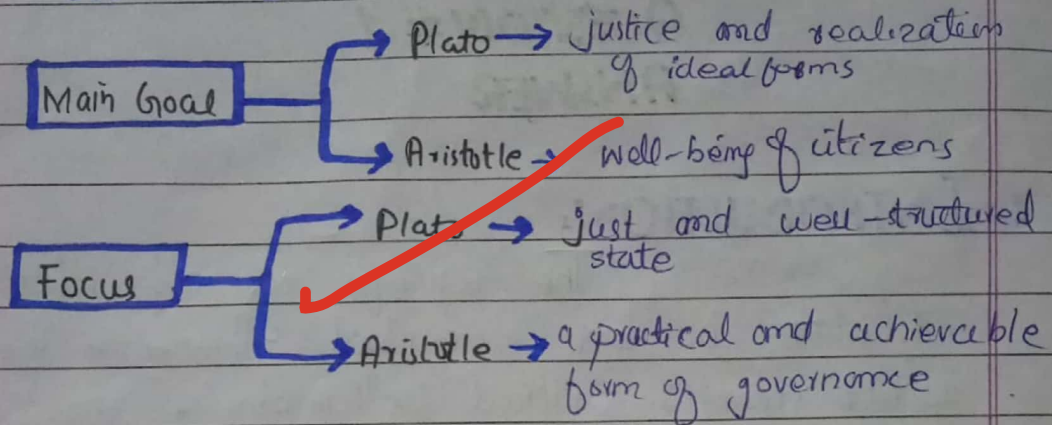 Plato → justice and realization
of ideal forms
Main Goal
Aristotle → well-being of citizens
Plato → just and well-structured
state
Focus
Aristotle → a practical and achievable
form of governance